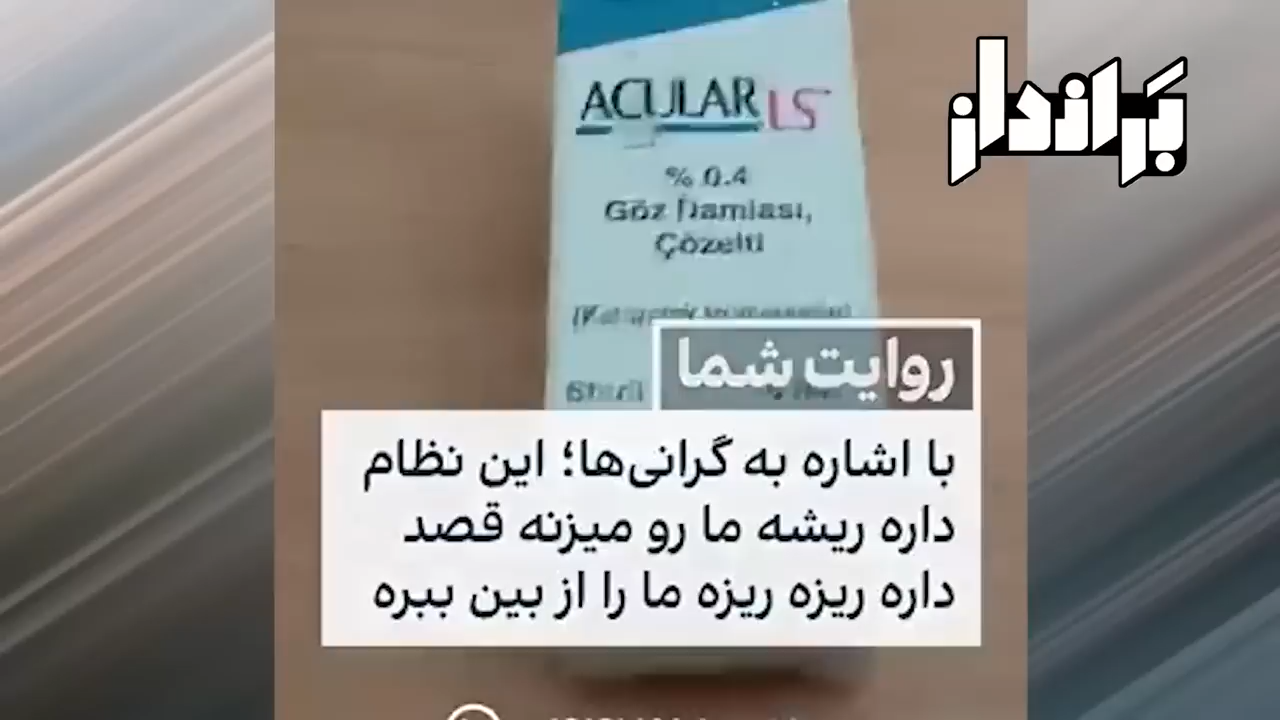 برانداز
ACULAR LS
% 0.4
Göz Damlası,
Çözelti
روایت شما
با اشاره به گرانی‌ها؛ این نظام
داره ریشه ما رو میزنه قصد
داره ریزه ریزه ما را از بین ببره